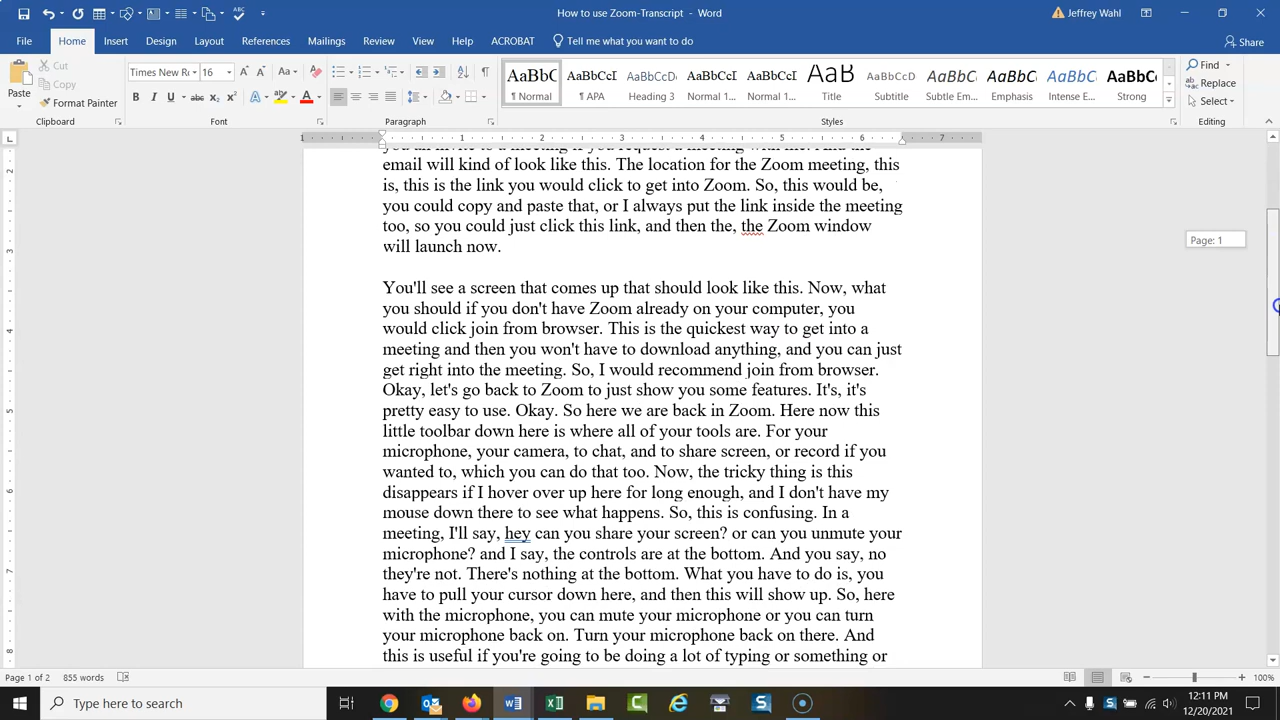 How to use Zoom-Transcript - Word
Jeffrey Wahl
File Home Insert Design Layout References Mailings Review View Help ACROBAT Tell me what you want to do Share
Paste
Cut
Copy
Format Painter
Clipboard
Times New Ro 16
Font
Paragraph
AaBbC AaBbC AaBbCcD AaBbCcI AaBbCcI AaB AaBbCcD AaBbCcD AaBbCcD AaBbCcD AaBbCc
¶ Normal ¶ APA Heading 3 Normal 1... Normal 1... Title Subtitle Subtle Em... Emphasis Intense E... Strong
Styles
Find
Replace
Select
Editing
email will kind of look like this. The location for the Zoom meeting, this
is, this is the link you would click to get into Zoom. So, this would be,
you could copy and paste that, or I always put the link inside the meeting
too, so you could just click this link, and then the, the Zoom window
will launch now.
Page: 1
You'll see a screen that comes up that should look like this. Now, what
you should if you don't have Zoom already on your computer, you
would click join from browser. This is the quickest way to get into a
meeting and then you won't have to download anything, and you can just
get right into the meeting. So, I would recommend join from browser.
Okay, let's go back to Zoom to just show you some features. It's, it's
pretty easy to use. Okay. So here we are back in Zoom. Here now this
little toolbar down here is where all of your tools are. For your
microphone, your camera, to chat, and to share screen, or record if you
wanted to, which you can do that too. Now, the tricky thing is this
disappears if I hover over up here for long enough, and I don't have my
mouse down there to see what happens. So, this is confusing. In a
meeting, I'll say, hey can you share your screen? or can you unmute your
microphone? and I say, the controls are at the bottom. And you say, no
they're not. There's nothing at the bottom. What you have to do is, you
have to pull your cursor down here, and then this will show up. So, here
with the microphone, you can mute your microphone or you can turn
your microphone back on. Turn your microphone back on there. And
this is useful if you're going to be doing a lot of typing or something or
Page 1 of 2 855 words 100%
Type here to search
12:11 PM
12/20/2021